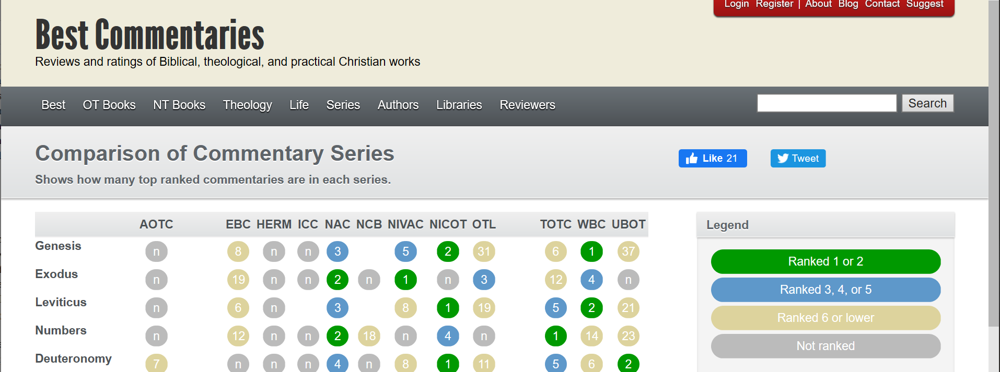 Login Register | About Blog Contact Suggest
Best Commentaries
Reviews and ratings of Biblical, theological, and practical Christian works
Best OT Books NT Books Theology Life Series Authors Libraries Reviewers Search
Comparison of Commentary Series
Like 21 Tweet
Shows how many top ranked commentaries are in each series.
AOTC EBC HERM ICC NAC NCB NIVAC NICOT OTL TOTC WBC UBOT
Genesis n 8 n n 3 5 2 31 6 1 37
Exodus n 19 n n 2 n 1 n 3 12 4 n
Leviticus n 6 n 3 8 1 19 5 2 21
Numbers n 12 n n 2 18 n 4 n 1 14 23
Deuteronomy 7 n n n 4 n 8 1 11 5 6 2
Legend
Ranked 1 or 2
Ranked 3, 4, or 5
Ranked 6 or lower
Not ranked